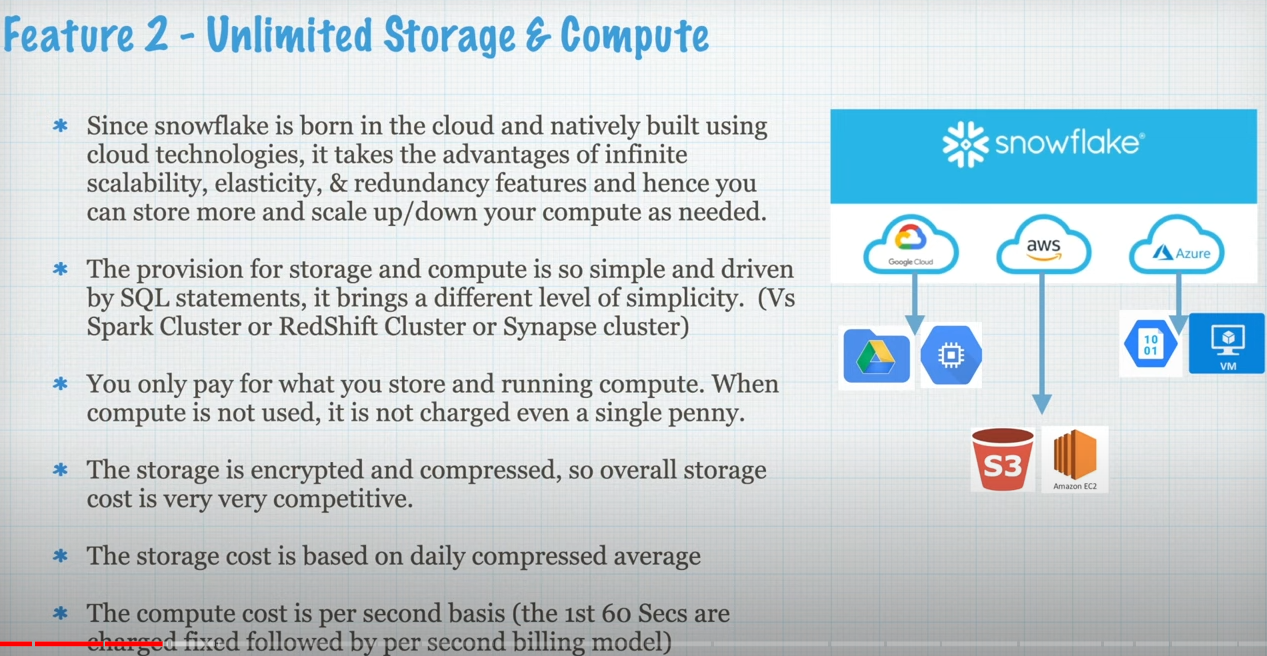 Feature 2 - Unlimited Storage & Compute
* Since snowflake is born in the cloud and natively built using
cloud technologies, it takes the advantages of infinite
scalability, elasticity, & redundancy features and hence you
can store more and scale up/down your compute as needed.
* The provision for storage and compute is so simple and driven
by SQL statements, it brings a different level of simplicity. (Vs
Spark Cluster or RedShift Cluster or Synapse cluster)
* You only pay for what you store and running compute. When
compute is not used, it is not charged even a single penny.
* The storage is encrypted and compressed, so overall storage
cost is very very competitive.
* The storage cost is based on daily compressed average
* The compute cost is per second basis (the 1st 60 Secs are
charged fixed followed by per second billing model)
snowflake®
Google Cloud
aws
Azure
10
01
VM
S3
Amazon EC2